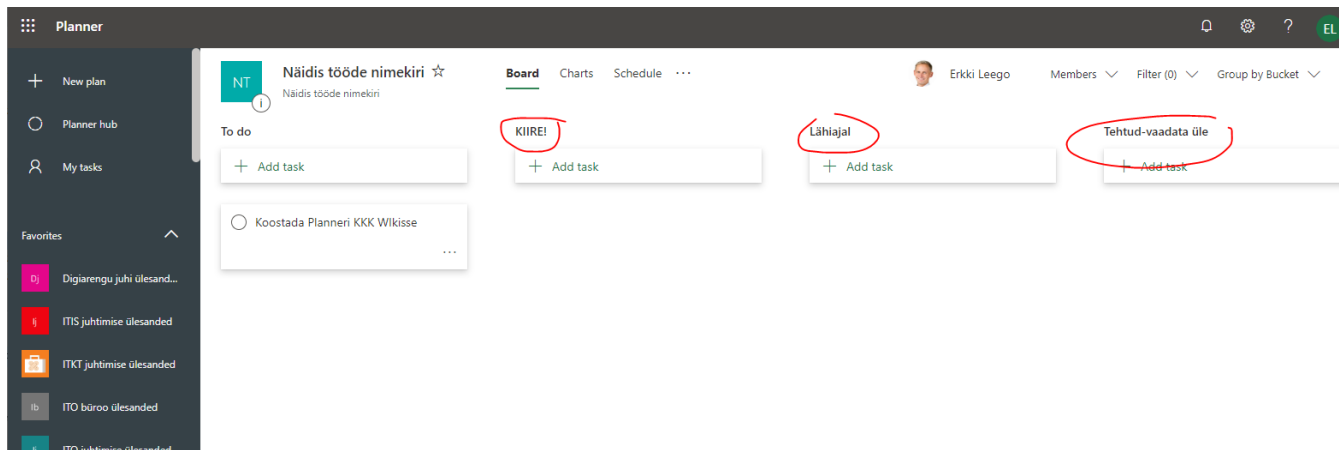 Planner
EL
New plan
Planner hub
My tasks
Favorites
Dj Digiarengu juhi ülesand...
Ij ITIS juhtimise ülesanded
ITKT juhtimise ülesanded
Ib ITO büroo ülesanded
ITO juhtimise ülesanded
NT
i
Näidis tööde nimekiri
Näidis tööde nimekiri
Board Charts Schedule ...
Erkki Leego Members Filter (0) Group by Bucket
To do
+ Add task
Koostada Planneri KKK WIkisse
...
KIIRE!
+ Add task
Lähiajal
+ Add task
Tehtud-vaadata üle
+ Add task